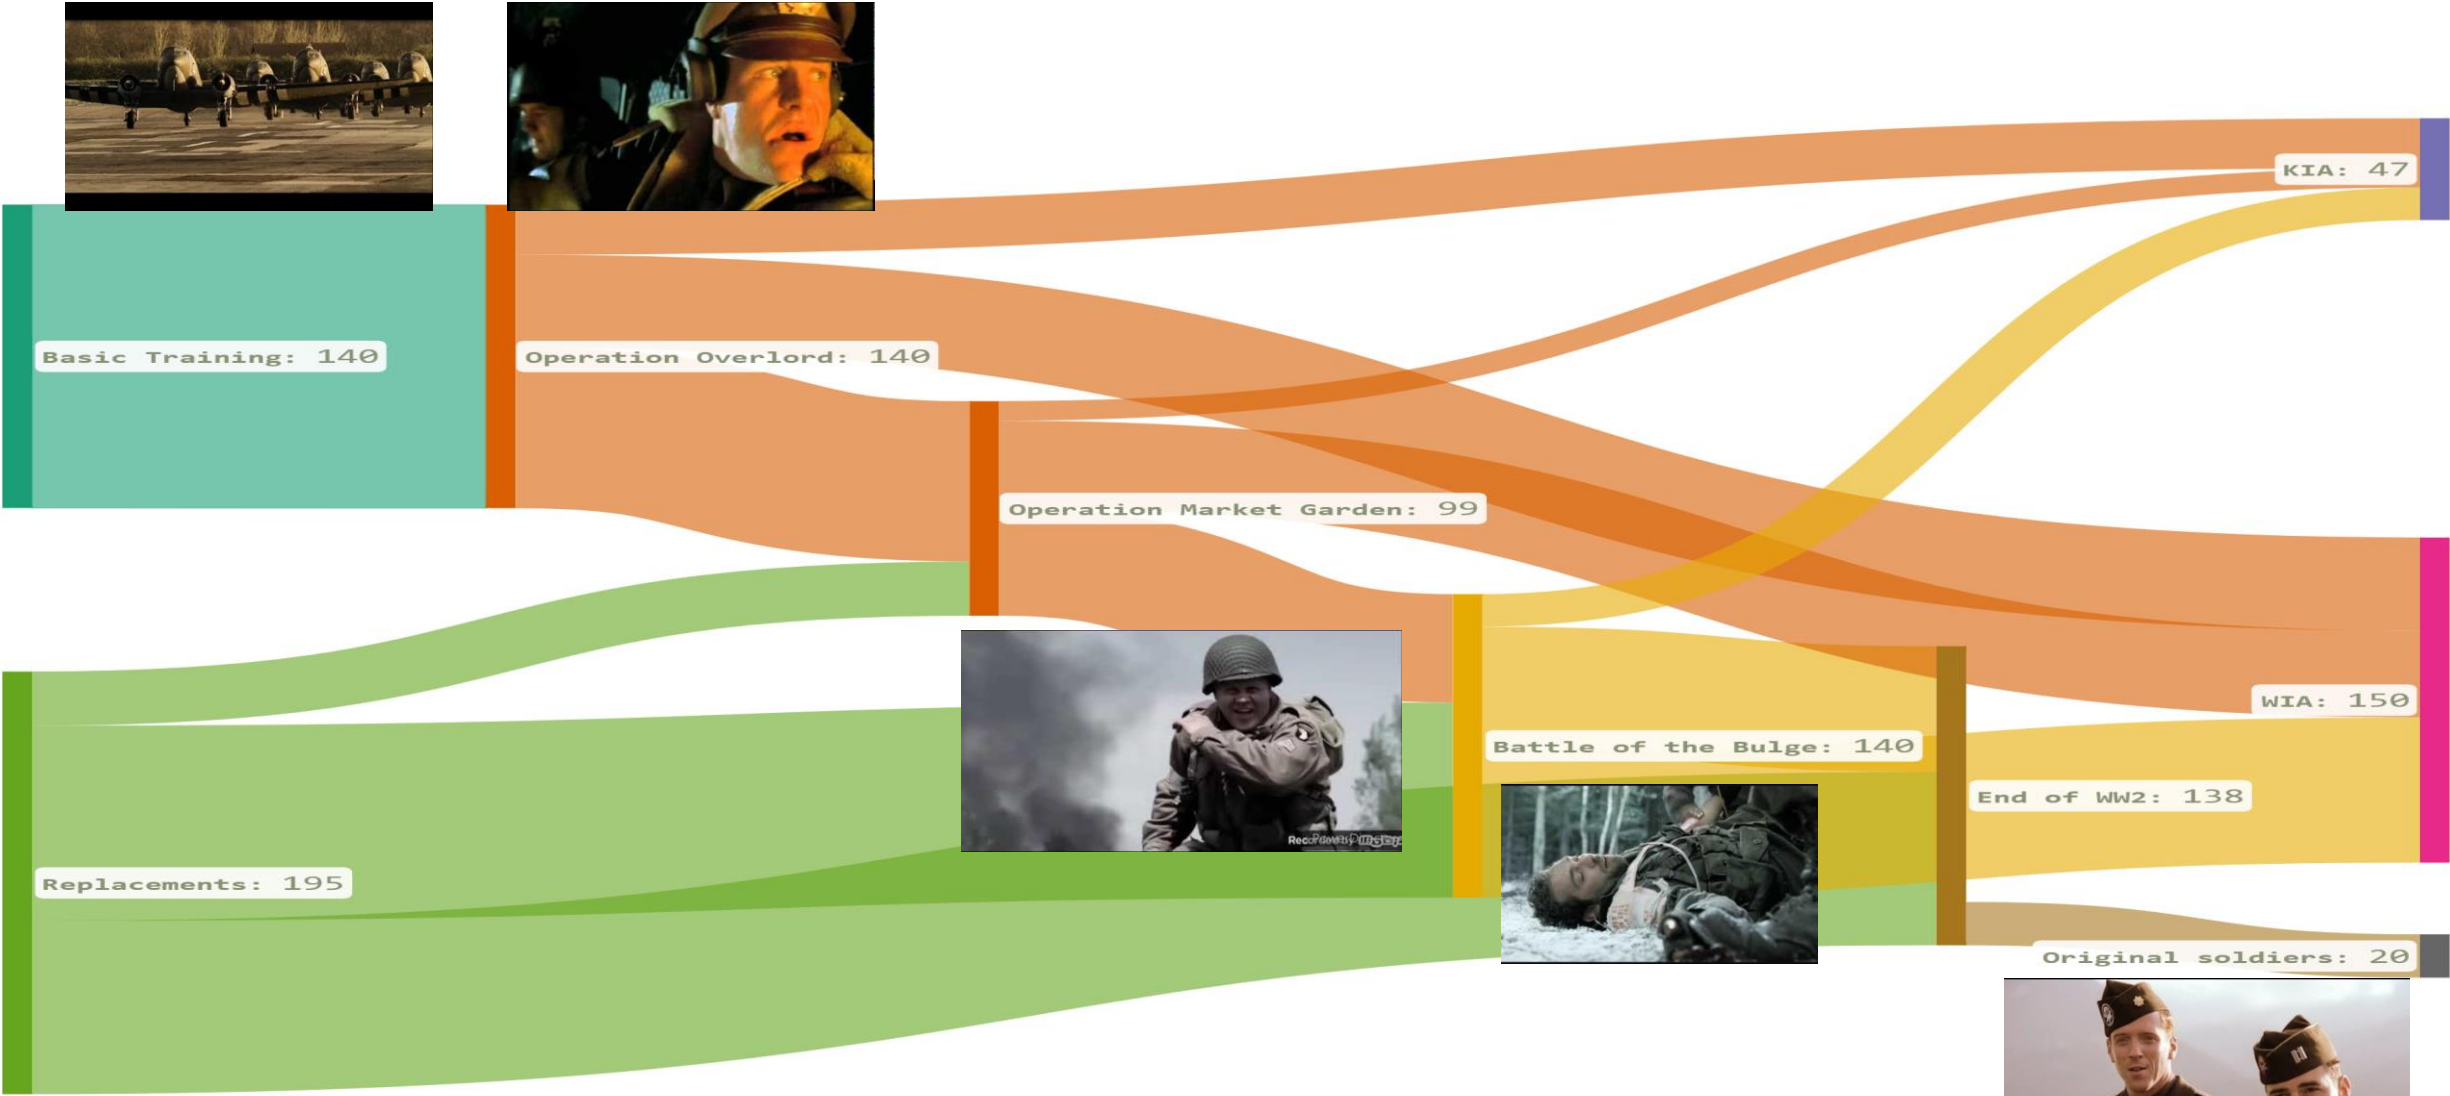 KIA: 47
Basic Training: 140
Operation Overlord: 140
Operation Market Garden: 99
WIA: 150
Battle of the Bulge: 140
End of WW2: 138
Replacements: 195
Original soldiers: 20